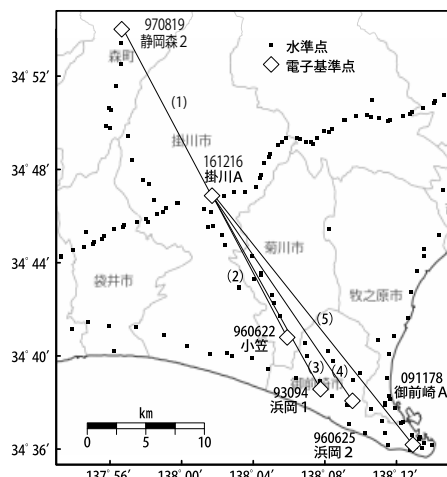 970819
静岡森２
森町
水準点
電子基準点
34°52′
(1)
掛川市
161216
掛川A
34°48′
菊川市
34°44′
(2)
袋井市
牧之原市
960622
小笠
(5)
34°40′
(3)
(4)
091178
御前崎A
御前崎市
93094
浜岡１
km
0 5 10
960625
浜岡２
34°36′
137°56′ 138°00′ 138°04′ 138°08′ 138°12′